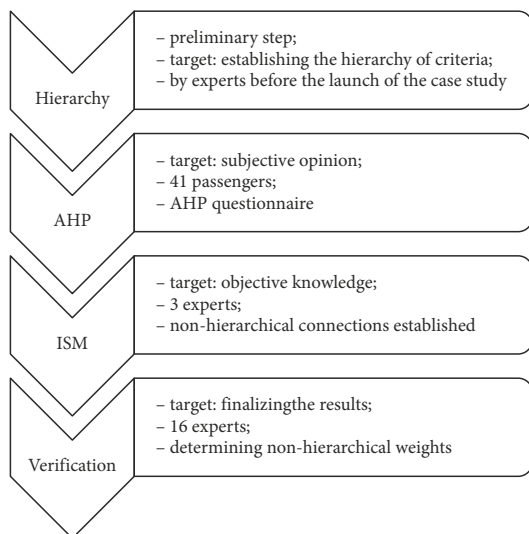 – preliminary step;
– target: establishing the hierarchy of criteria;
– by experts before the launch of the case study
Hierarchy
– target: subjective opinion;
– 41 passengers;
– AHP questionnaire
AHP
– target: objective knowledge;
– 3 experts;
– non-hierarchical connections established
ISM
– target: finalizingthe results;
– 16 experts;
– determining non-hierarchical weights
Verification